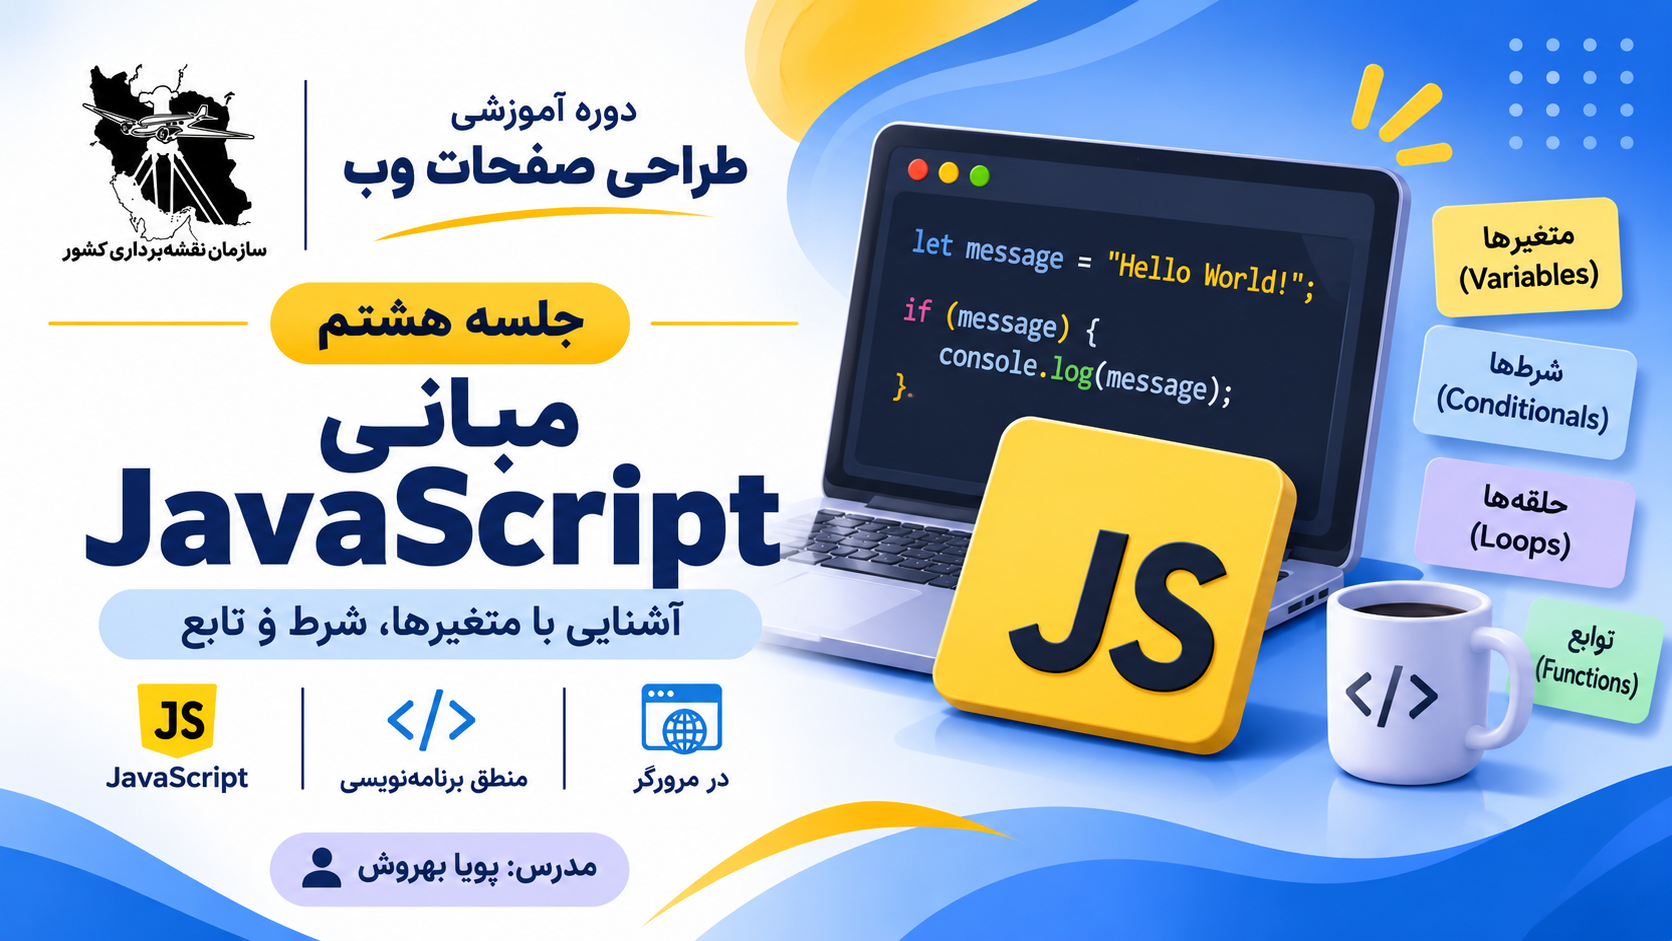 سازمان نقشه‌برداری کشور
دوره آموزشی
طراحی صفحات وب
جلسه هشتم
مبانی
JavaScript
آشنایی با متغیرها، شرط و تابع
JS
JavaScript
</>
منطق برنامه‌نویسی
در مرورگر
مدرس: پویا بهروش
let message = "Hello World!";
if (message) {
console.log(message);
}
JS
متغیرها
(Variables)
شرط‌ها
(Conditionals)
حلقه‌ها
(Loops)
توابع
(Functions)
</>